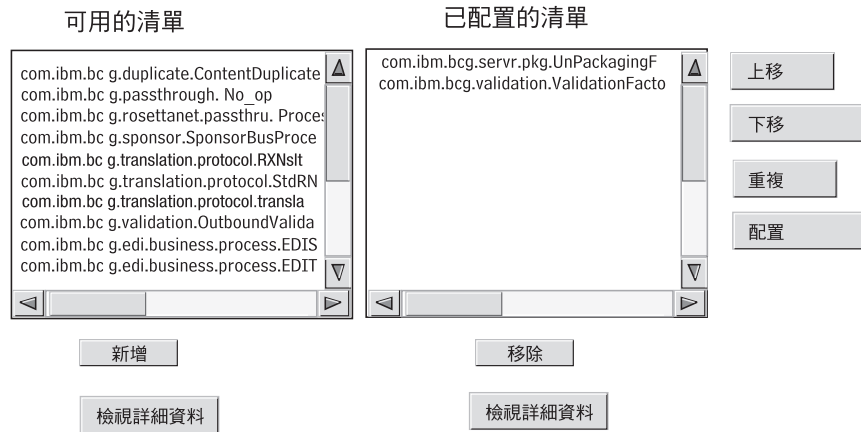 可用的清單
已配置的清單
com.ibm.bc g.duplicate.ContentDuplicate
com.ibm.bc g.passthrough. No_op
com.ibm.bc g.rosettanet.passthru. Proces
com.ibm.bc g.sponsor.SponsorBusProce
com.ibm.bc g.translation.protocol.RXNslt
com.ibm.bc g.translation.protocol.StdRN
com.ibm.bc g.translation.protocol.transla
com.ibm.bc g.validation.OutboundValida
com.ibm.bc g.edi.business.process.EDIS
com.ibm.bc g.edi.business.process.EDIT
com.ibm.bcg.servr.pkg.UnPackagingF
com.ibm.bcg.validation.ValidationFacto
上移
下移
重複
配置
新增
移除
檢視詳細資料
檢視詳細資料